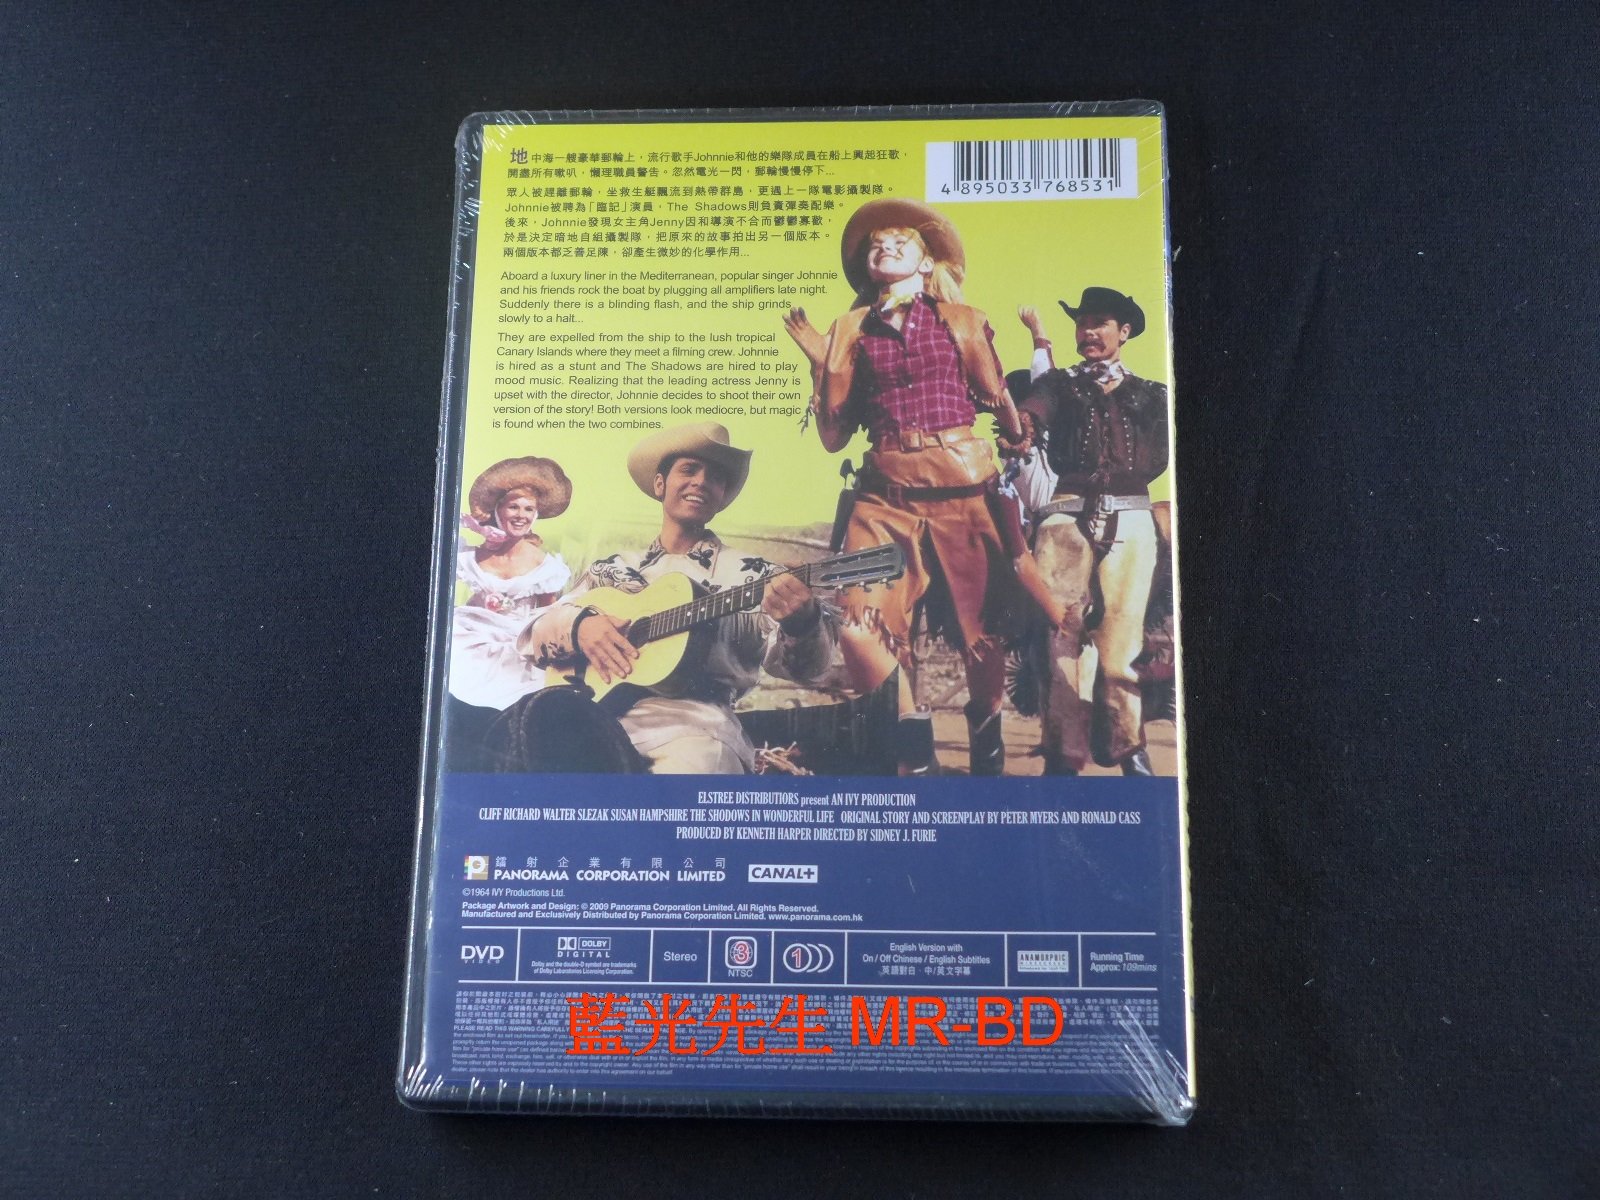 地中海一艘豪華郵輪上，流行歌手Johnnie和他的樂隊成員在船上興起狂歌，
開盡所有喇叭，懶理職員警告。忽然電光一閃，郵輪慢慢停下...
眾人被趕離郵輪，坐救生艇飄流到熱帶群島，更遇上一隊電影攝製隊。
Johnnie被聘為「臨記」演員，The Shadows則負責彈奏配樂。
後來，Johnnie發現女主角Jenny因和導演不合而鬱鬱寡歡，
於是決定暗地自組攝製隊，把原來的故事拍出另一個版本。
兩個版本都乏善足陳，卻產生微妙的化學作用...
4 895033 768531
Aboard a luxury liner in the Mediterranean, popular singer Johnnie
and his friends rock the boat by plugging all amplifiers late night.
Suddenly there is a blinding flash, and the ship grinds
slowly to a halt...
They are expelled from the ship to the lush tropical
Canary Islands where they meet a filming crew. Johnnie
is hired as a stunt and The Shadows are hired to play
mood music. Realizing that the leading actress Jenny is
upset with the director, Johnnie decides to shoot their own
version of the story! Both versions look mediocre, but magic
is found when the two combines.
ELSTREE DISTRIBUTIORS present AN IVY PRODUCTION
CLIFF RICHARD WALTER SLEZAK SUSAN HAMPSHIRE THE SHODOWS IN WONDERFUL LIFE ORIGINAL STORY AND SCREENPLAY BY PETER MYERS AND RONALD CASS
PRODUCED BY KENNETH HARPER DIRECTED BY SIDNEY J. FURIE
鐳射企業有限公司
PANORAMA CORPORATION LIMITED
CANAL+
©1964 IVY Productions Ltd.
Package Artwork and Design: © 2009 Panorama Corporation Limited. All Rights Reserved.
Manufactured and Exclusively Distributed by Panorama Corporation Limited. www.panorama.com.hk
DVD
VIDEO
DOLBY
DIGITAL
Dolby and the double-D symbol are trademarks
of Dolby Laboratories Licensing Corporation.
Stereo
3
NTSC
1
English Version with
On / Off Chinese / English Subtitles
英語對白．中/英文字幕
ANAMORPHIC
WIDESCREEN
Running Time
Approx: 109mins
藍光先生 MR-BD